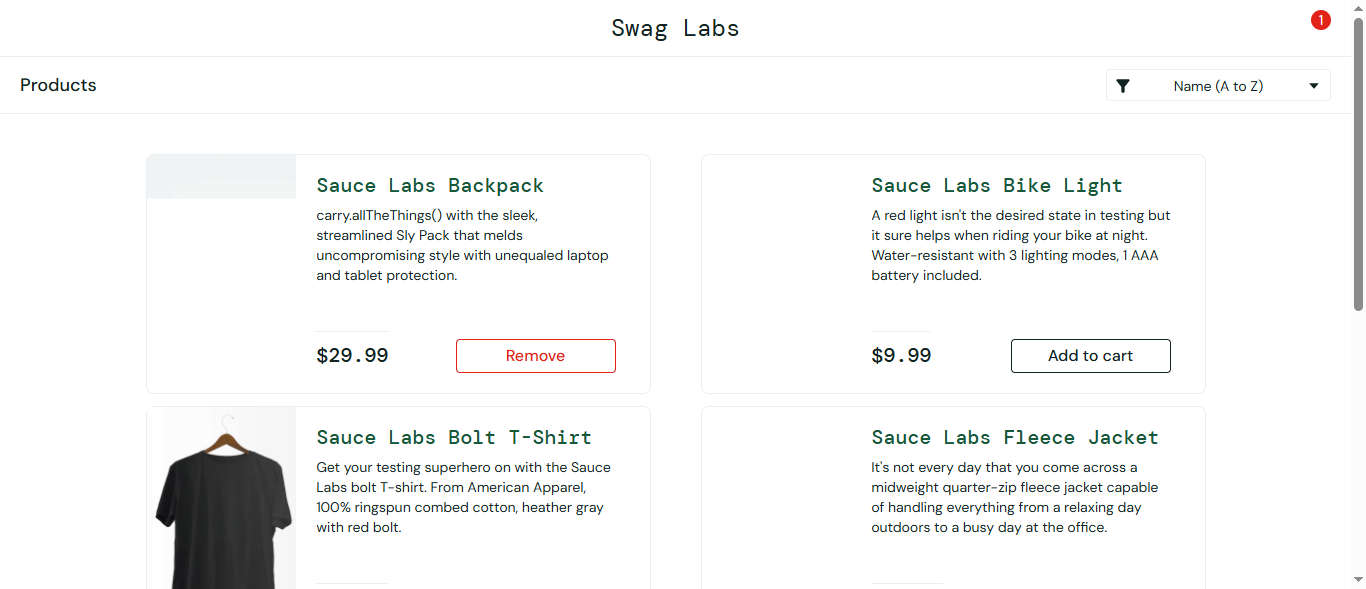 Swag Labs
1
Products
Name (A to Z)
Sauce Labs Backpack
carry.allTheThings() with the sleek,
streamlined Sly Pack that melds
uncompromising style with unequaled laptop
and tablet protection.
$29.99
Remove
Sauce Labs Bike Light
A red light isn't the desired state in testing but
it sure helps when riding your bike at night.
Water-resistant with 3 lighting modes, 1 AAA
battery included.
$9.99
Add to cart
Sauce Labs Bolt T-Shirt
Get your testing superhero on with the Sauce
Labs bolt T-shirt. From American Apparel,
100% ringspun combed cotton, heather gray
with red bolt.
Sauce Labs Fleece Jacket
It's not every day that you come across a
midweight quarter-zip fleece jacket capable
of handling everything from a relaxing day
outdoors to a busy day at the office.